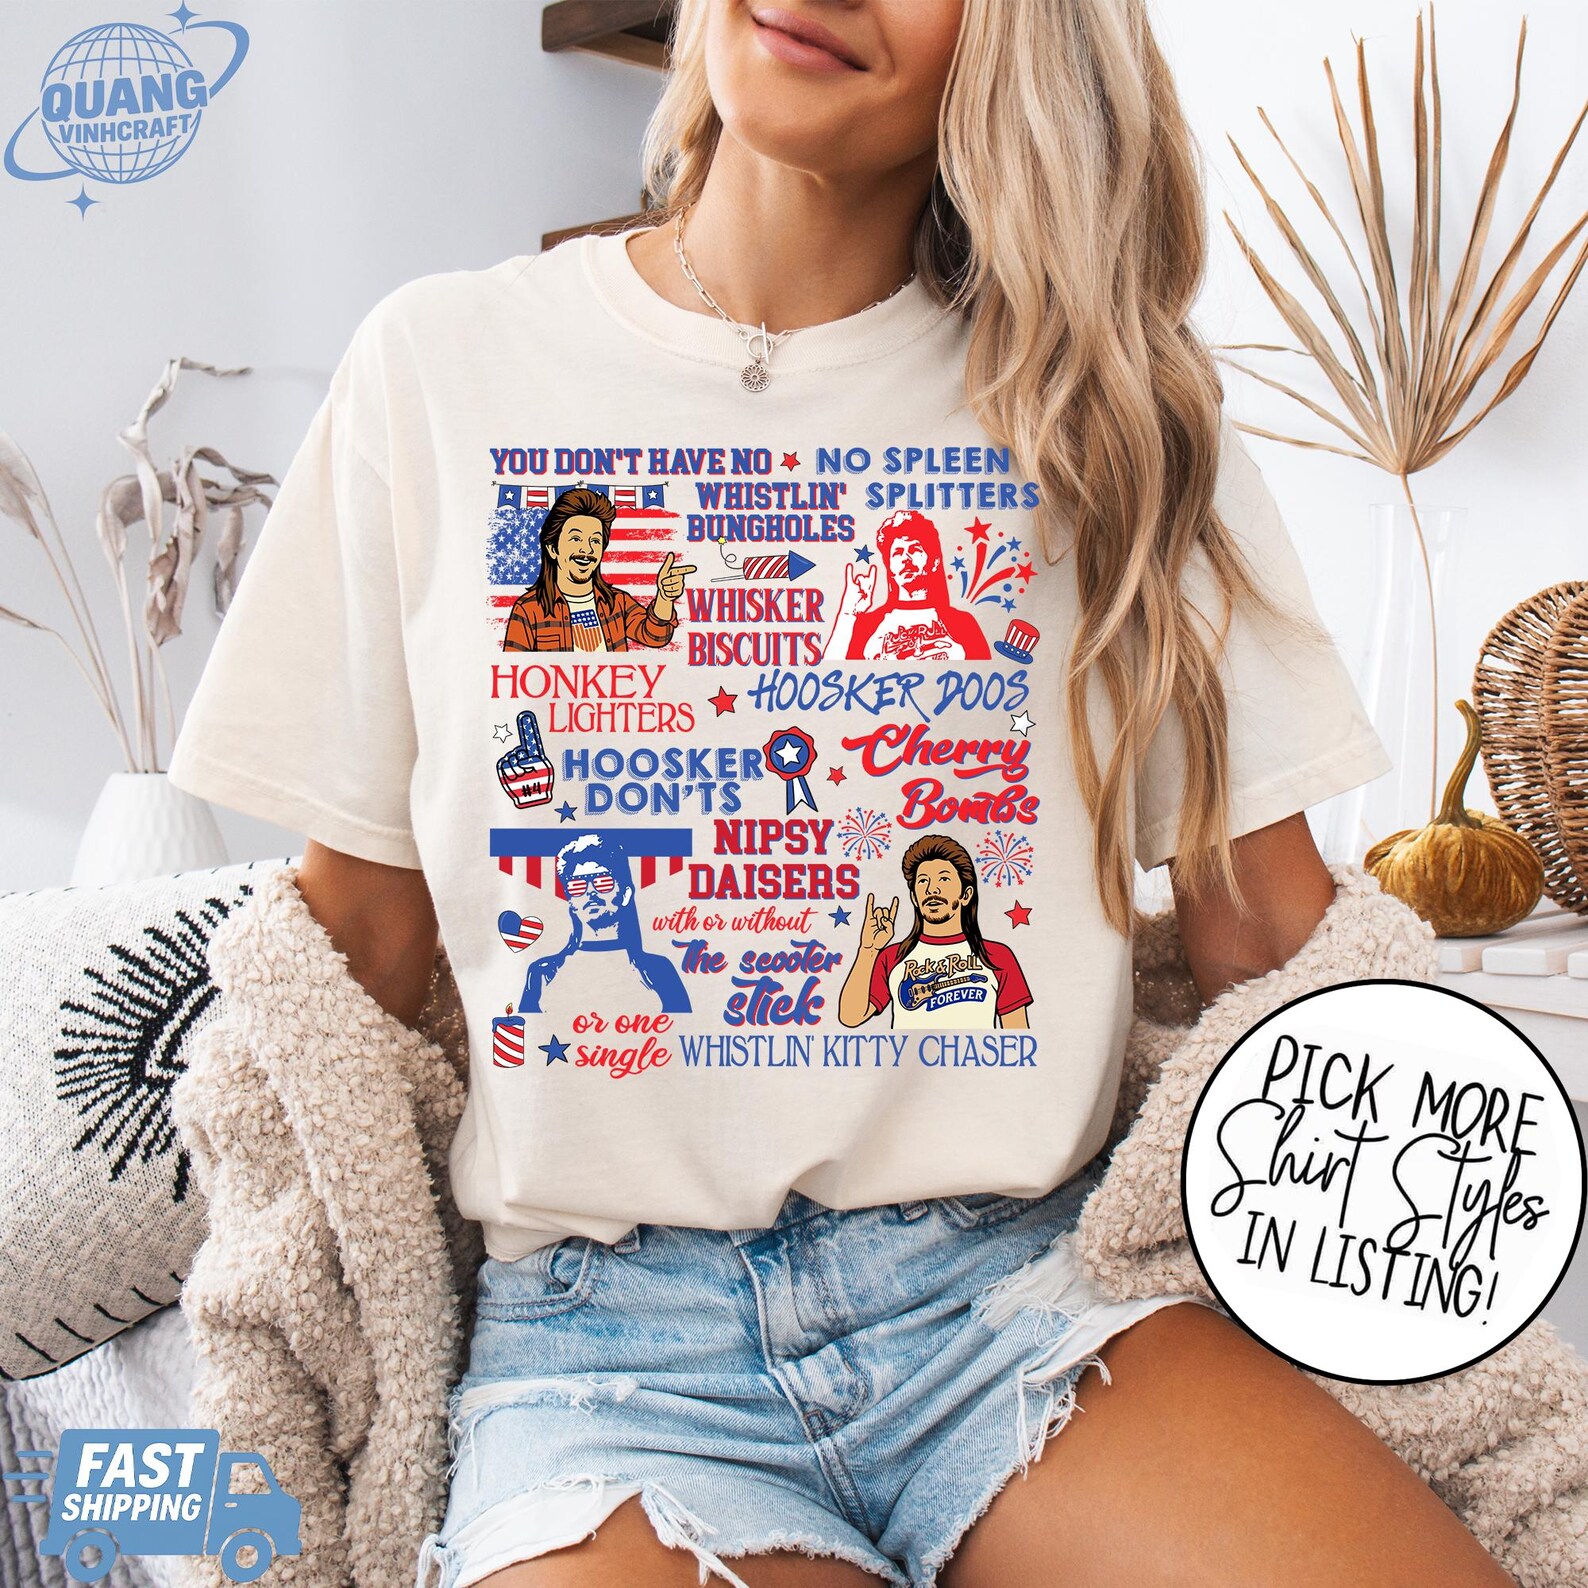 QUANG
VINHCRAFT
YOU DON'T HAVE NO
NO SPLEEN
SPLITTERS
WHISTLIN'
BUNGHOLES
WHISKER
BISCUITS
HONKEY
LIGHTERS
HOOSKER DOOS
#4
HOOSKER
DON'TS
Cherry
Bombs
NIPSY
DAISERS
with or without
The scooter
stick
Rock & Roll
FOREVER
or one
single
WHISTLIN' KITTY CHASER
PICK MORE
Shirt Styles
IN LISTING!
FAST
SHIPPING